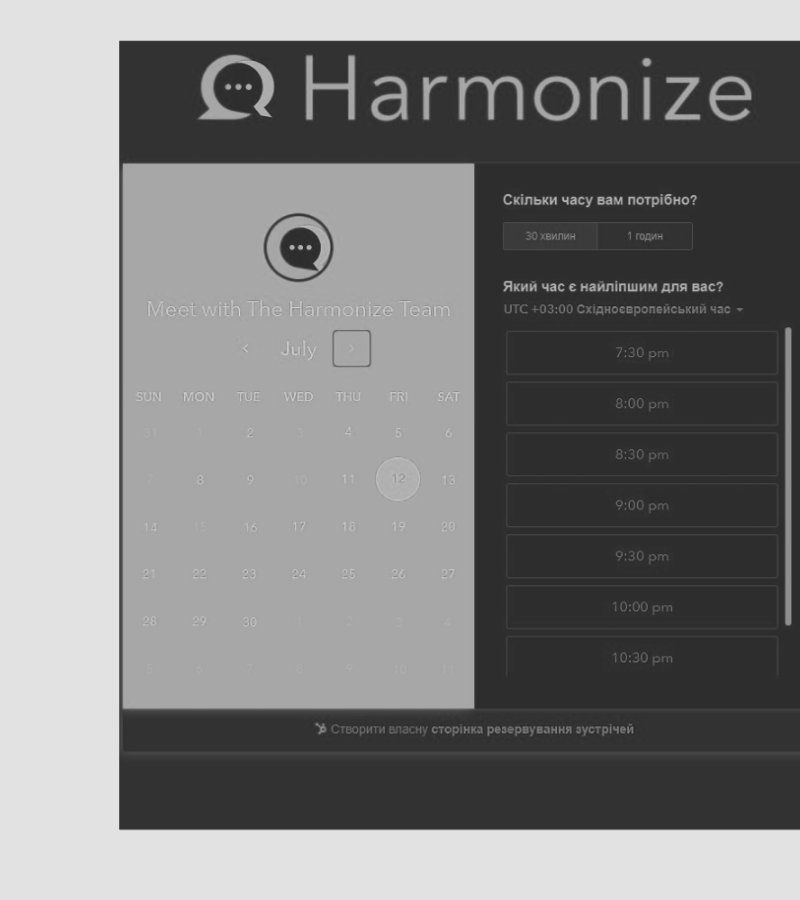 Harmonize
Meet with The Harmonize Team
< July >
SUN MON TUE WED THU FRI SAT
31 1 2 3 4 5 6
7 8 9 10 11 12 13
14 15 16 17 18 19 20
21 22 23 24 25 26 27
28 29 30 1 2 3 4
5 6 7 8 9 10 11
Скільки часу вам потрібно?
30 хвилин 1 годин
Який час є найліпшим для вас?
UTC +03:00 Східноєвропейський час
7:30 pm
8:00 pm
8:30 pm
9:00 pm
9:30 pm
10:00 pm
10:30 pm
Створити власну сторінка резервування зустрічей